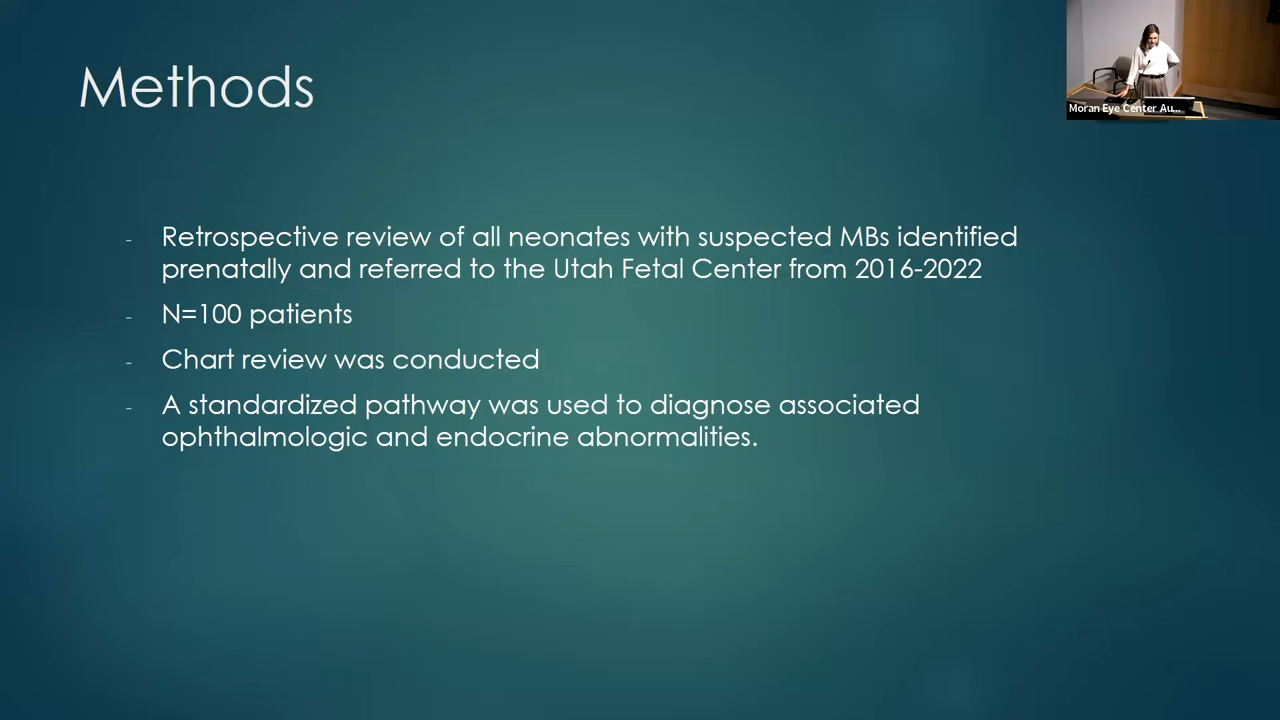 Methods
Moran Eye Center Au...
- Retrospective review of all neonates with suspected MBs identified
prenatally and referred to the Utah Fetal Center from 2016-2022
- N=100 patients
- Chart review was conducted
- A standardized pathway was used to diagnose associated
ophthalmologic and endocrine abnormalities.